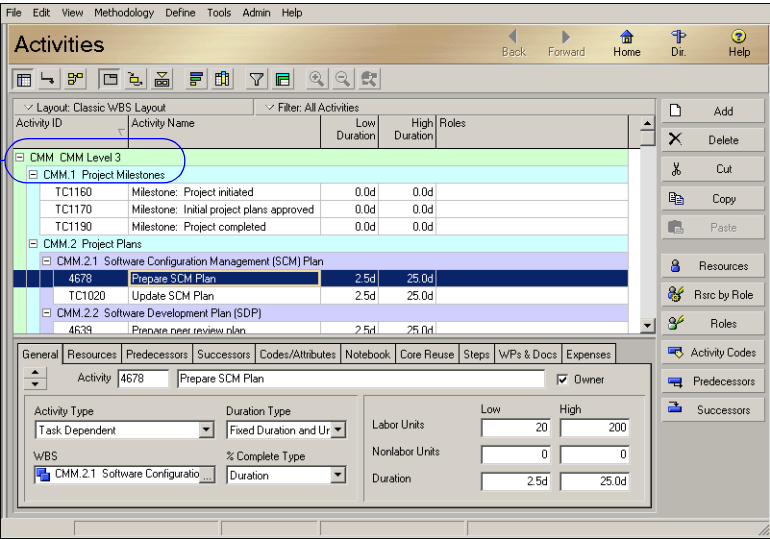 File Edit View Methodology Define Tools Admin Help
Activities
Back Forward Home Dir. Help
Layout: Classic WBS Layout Filter: All Activities
Activity ID Activity Name Low Duration High Duration Roles
CMM CMM Level 3
CMM.1 Project Milestones
TC1160 Milestone: Project initiated 0.0d 0.0d
TC1170 Milestone: Initial project plans approved 0.0d 0.0d
TC1190 Milestone: Project completed 0.0d 0.0d
CMM.2 Project Plans
CMM.2.1 Software Configuration Management (SCM) Plan
4678 Prepare SCM Plan 2.5d 25.0d
TC1020 Update SCM Plan 2.5d 25.0d
CMM.2.2 Software Development Plan (SDP)
4639 Prepare peer review plan 2.5d 25.0d
Add
Delete
Cut
Copy
Paste
Resources
Rsrc by Role
Roles
Activity Codes
Predecessors
Successors
General Resources Predecessors Successors Codes/Attributes Notebook Core Reuse Steps WPs & Docs Expenses
Activity 4678 Prepare SCM Plan Owner
Activity Type Duration Type
Task Dependent Fixed Duration and Ur
WBS % Complete Type
CMM.2.1 Software Configuratio ... Duration
Low High
Labor Units 20 200
Nonlabor Units 0 0
Duration 2.5d 25.0d